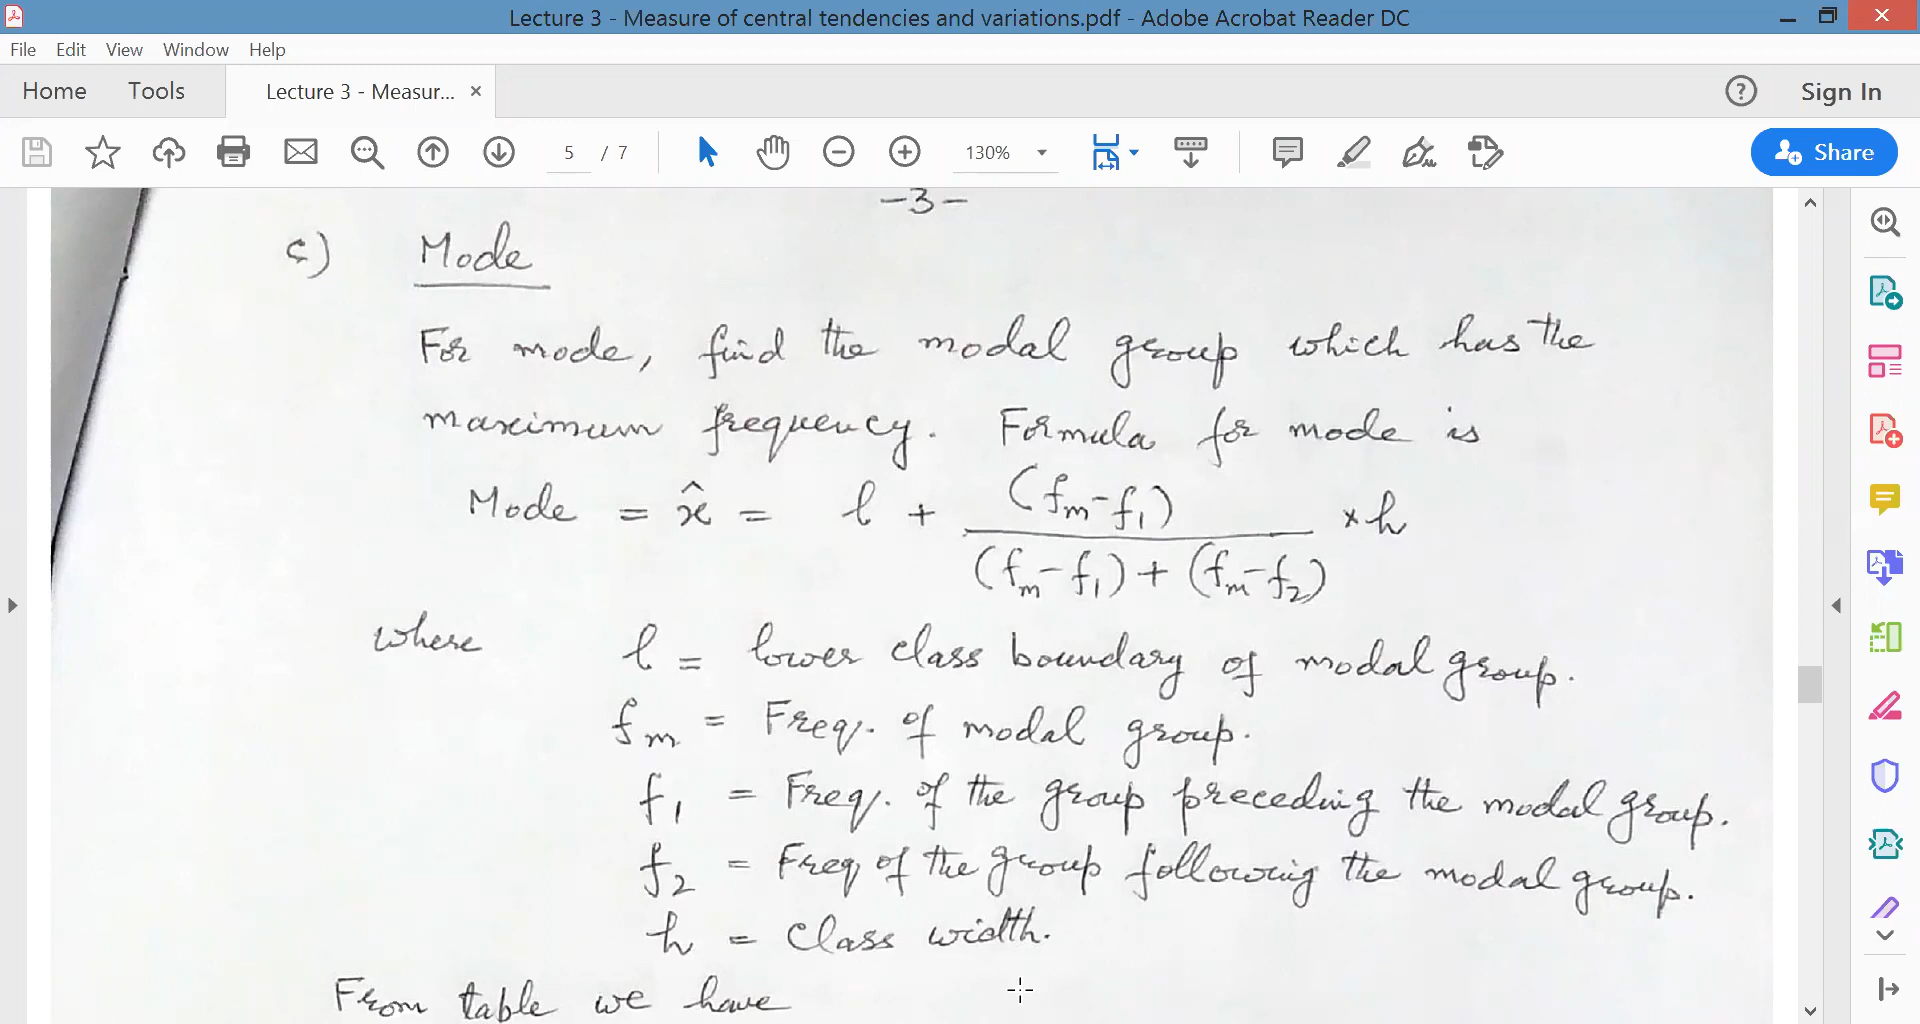 Lecture 3 - Measure of central tendencies and variations.pdf - Adobe Acrobat Reader DC
File Edit View Window Help
Home Tools Lecture 3 - Measur... × ? Sign In
5 / 7 130% Share
-3-
c) Mode
For mode, find the modal group which has the
maximum frequency. Formula for mode is
Mode = x̂ = l + (fm-f1) / (fm-f1)+(fm-f2) × h
where l = lower class boundary of modal group.
fm = Freq. of modal group.
f1 = Freq. of the group preceding the modal group.
f2 = Freq of the group following the modal group.
h = Class width.
From table we have